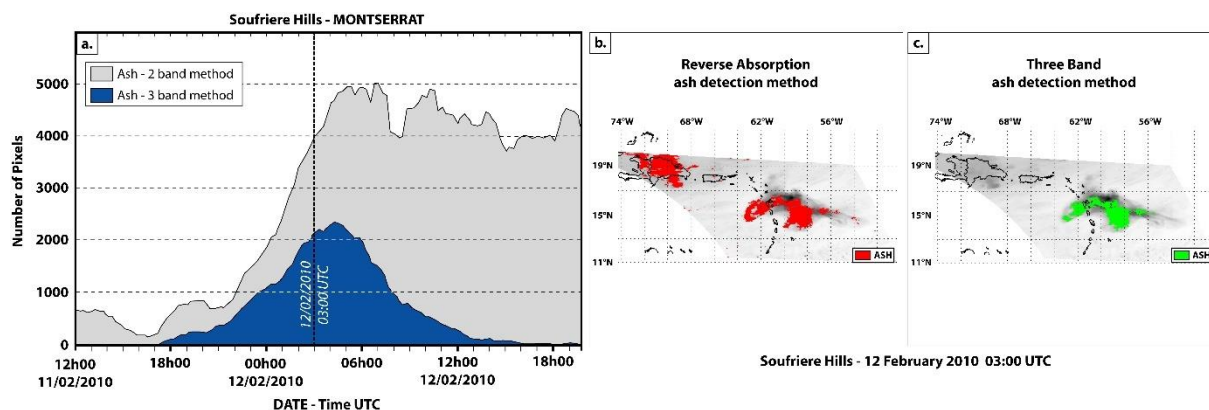 Soufriere Hills - MONTSERRAT
a.
Ash - 2 band method
Ash - 3 band method
Number of Pixels
5000
4000
3000
2000
1000
0
12/02/2010
03:00 UTC
12h00
18h00
00h00
06h00
12h00
18h00
11/02/2010
12/02/2010
12/02/2010
DATE - Time UTC
b.
Reverse Absorption
ash detection method
74°W
68°W
62°W
56°W
19°N
15°N
11°N
ASH
c.
Three Band
ash detection method
74°W
68°W
62°W
56°W
19°N
15°N
11°N
ASH
Soufriere Hills - 12 February 2010 03:00 UTC